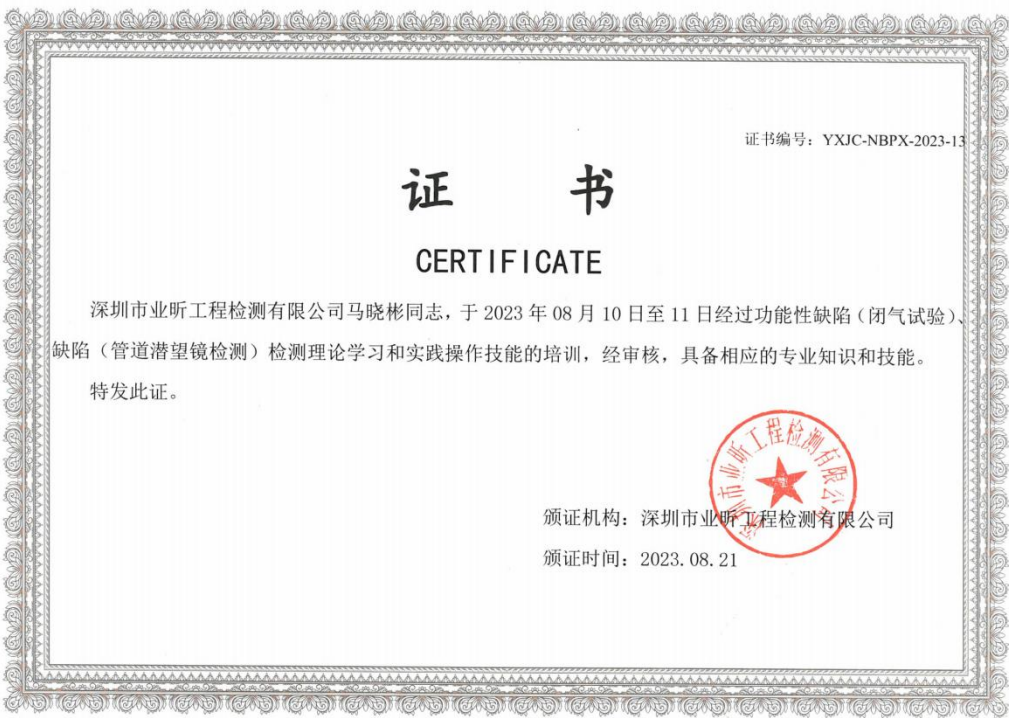 证书编号：YXJC-NBPX-2023-13
证 书
CERTIFICATE
深圳市业昕工程检测有限公司马晓彬同志，于 2023 年 08 月 10 日至 11 日经过功能性缺陷（闭气试验）、
缺陷（管道潜望镜检测）检测理论学习和实践操作技能的培训，经审核，具备相应的专业知识和技能。
特发此证。
深圳市业昕工程检测有限公司
颁证机构：深圳市业昕工程检测有限公司
颁证时间：2023.08.21